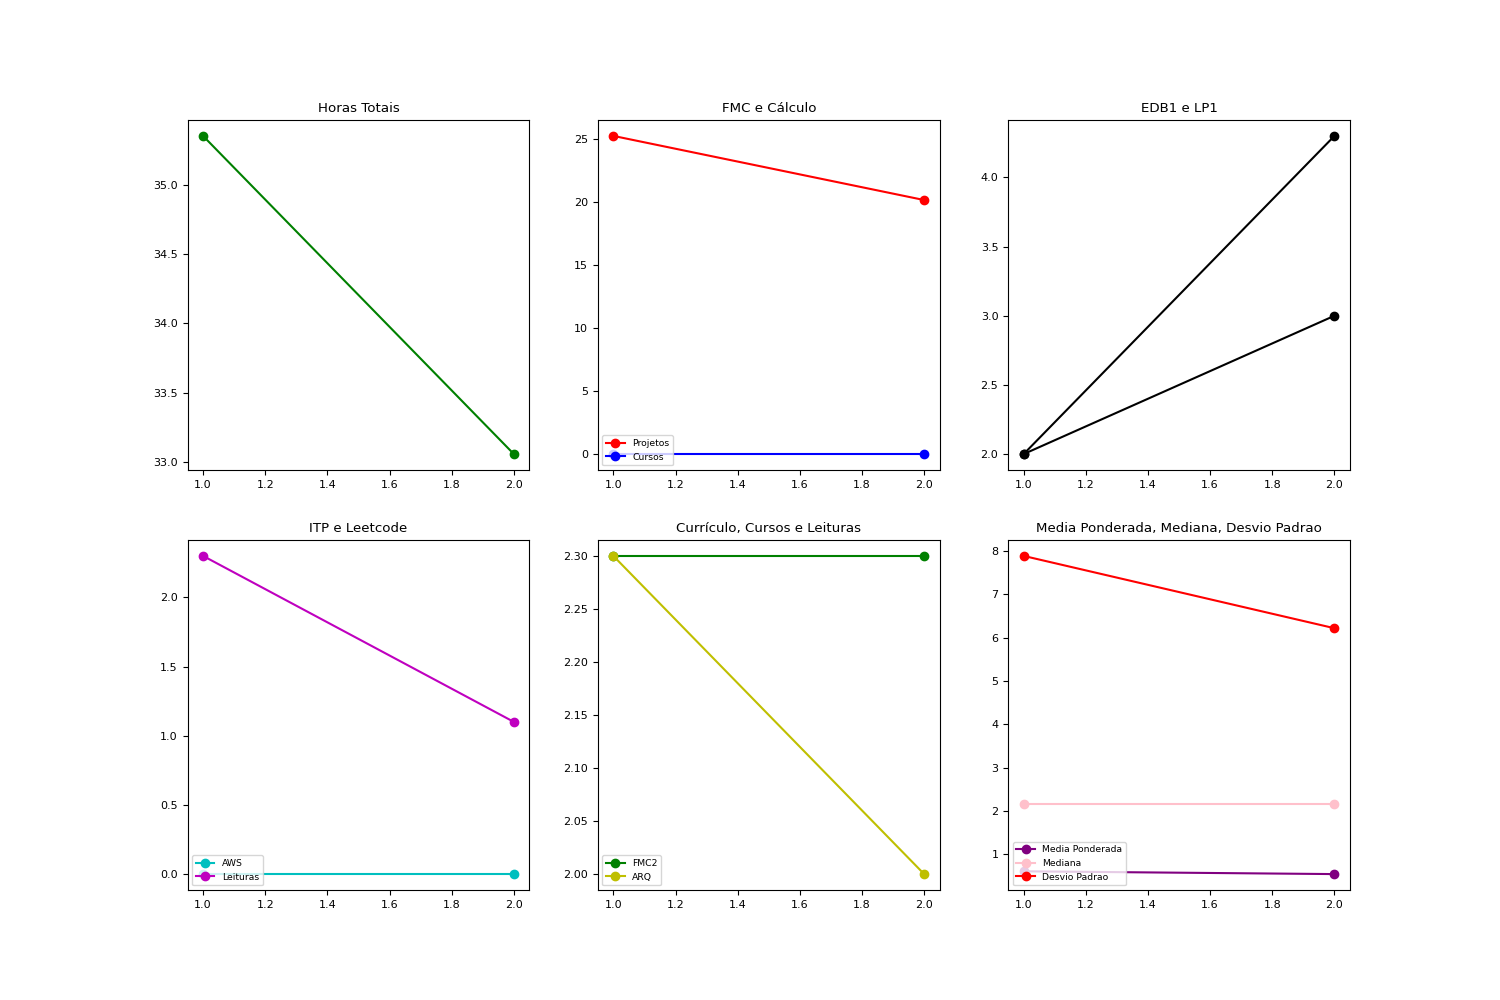 Horas Totais
35.0
34.5
34.0
33.5
33.0
1.0 1.2 1.4 1.6 1.8 2.0
FMC e Cálculo
25
20
15
10
5
0
Projetos
Cursos
1.0 1.2 1.4 1.6 1.8 2.0
EDB1 e LP1
4.0
3.5
3.0
2.5
2.0
1.0 1.2 1.4 1.6 1.8 2.0
ITP e Leetcode
2.0
1.5
1.0
0.5
0.0
AWS
Leituras
1.0 1.2 1.4 1.6 1.8 2.0
Currículo, Cursos e Leituras
2.30
2.25
2.20
2.15
2.10
2.05
2.00
FMC2
ARQ
1.0 1.2 1.4 1.6 1.8 2.0
Media Ponderada, Mediana, Desvio Padrao
8
7
6
5
4
3
2
1
Media Ponderada
Mediana
Desvio Padrao
1.0 1.2 1.4 1.6 1.8 2.0